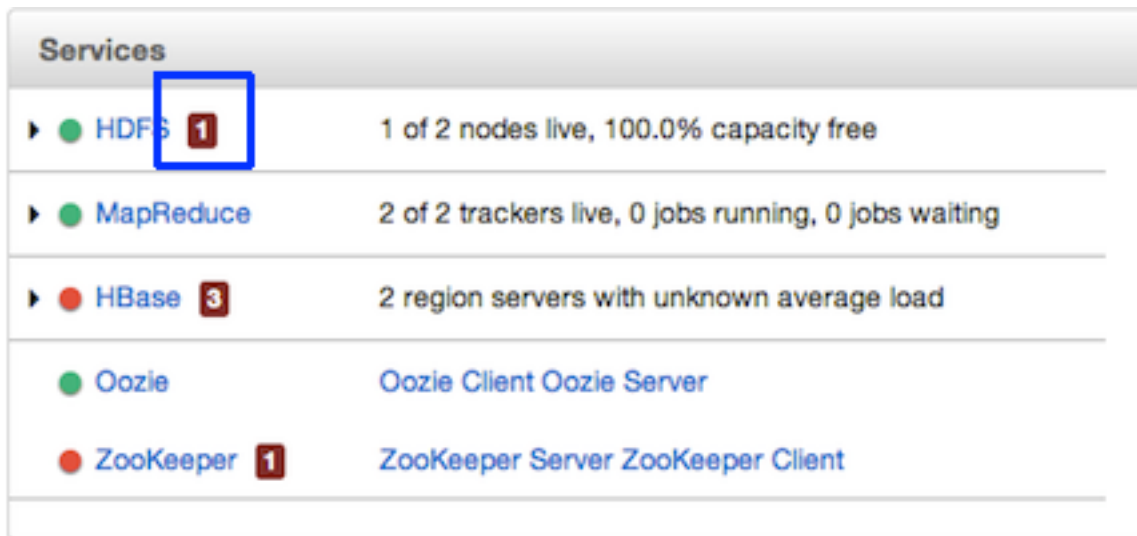 Services
HDFS 1 1 of 2 nodes live, 100.0% capacity free
MapReduce 2 of 2 trackers live, 0 jobs running, 0 jobs waiting
HBase 3 2 region servers with unknown average load
Oozie Oozie Client Oozie Server
ZooKeeper 1 ZooKeeper Server ZooKeeper Client